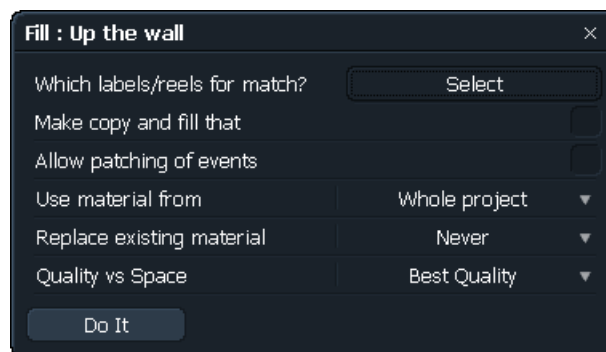 Fill : Up the wall
Which labels/reels for match? Select
Make copy and fill that
Allow patching of events
Use material from Whole project
Replace existing material Never
Quality vs Space Best Quality
Do It